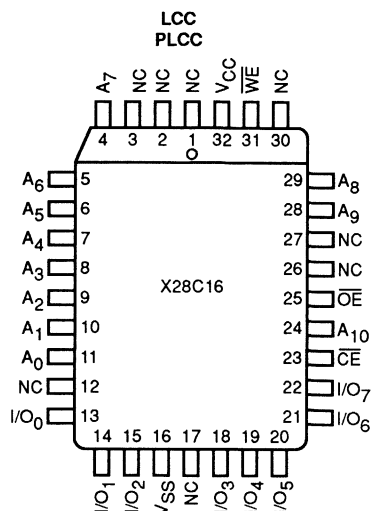 LCC
PLCC
A7 NC NC NC VCC WE NC
4 3 2 1 32 31 30
A6 5 29 A8
A5 6 28 A9
A4 7 27 NC
A3 8 26 NC
A2 9 X28C16 25 OE
A1 10 24 A10
A0 11 23 CE
NC 12 22 I/O7
I/O0 13 21 I/O6
14 15 16 17 18 19 20
I/O1 I/O2 VSS NC I/O3 I/O4 I/O5